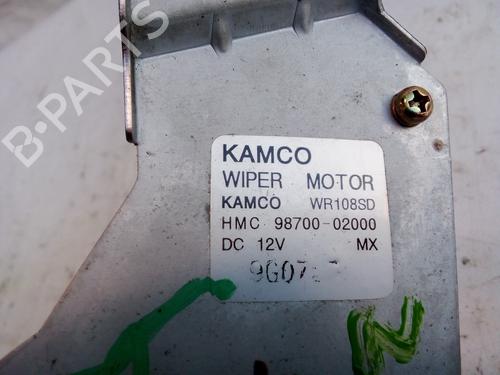 B-PARTS
KAMCO
WIPER MOTOR
KAMCO WR108SD
HMC 98700-02000
DC 12V MX